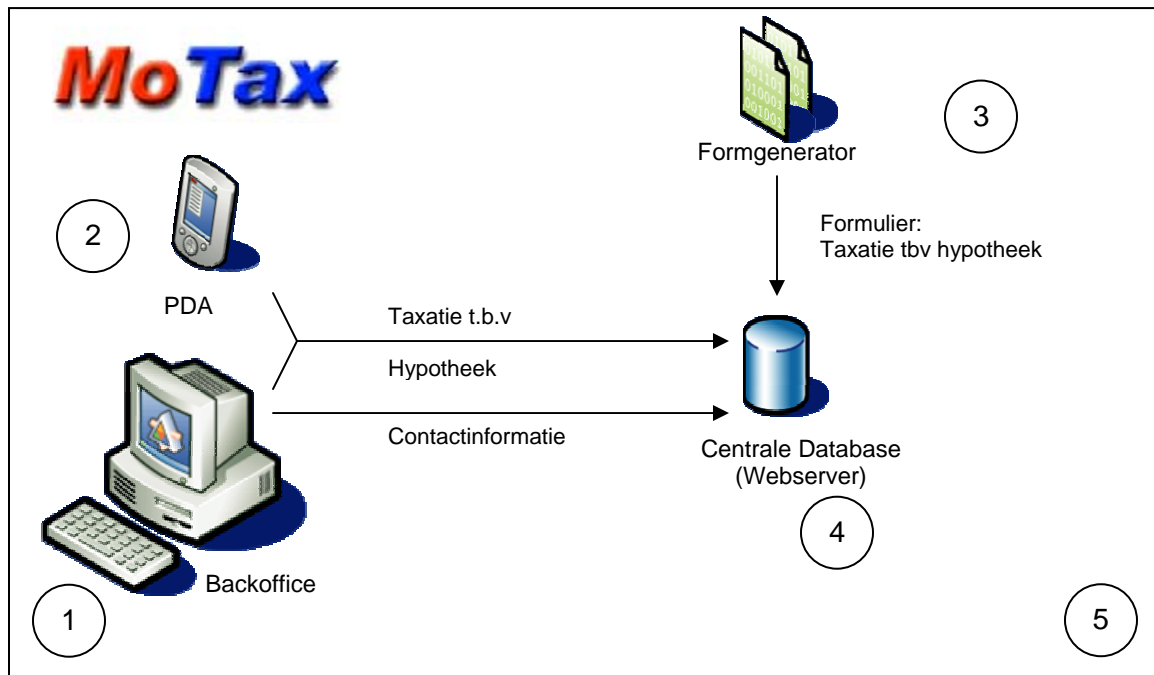 MoTax
3
Formgenerator
2
Formulier:
Taxatie tbv hypotheek
PDA
Taxatie t.b.v
Hypotheek
Contactinformatie
Centrale Database
(Webserver)
4
Backoffice
1
5